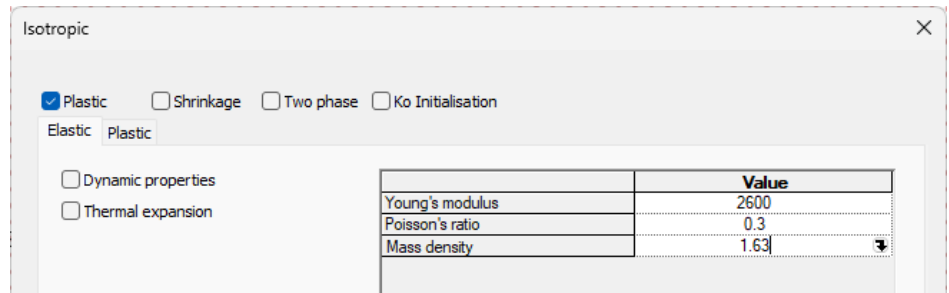 Isotropic
Plastic Shrinkage Two phase Ko Initialisation
Elastic Plastic
Dynamic properties
Thermal expansion
Value
Young's modulus 2600
Poisson's ratio 0.3
Mass density 1.63